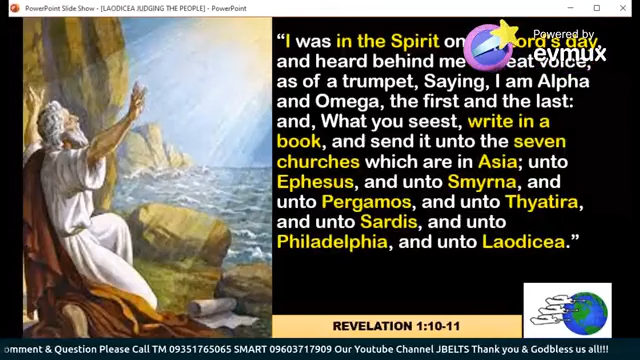 PowerPoint Slide Show - [LAODICEA JUDGING THE PEOPLE] - PowerPoint
Powered by
evmux
“I was in the Spirit on day,
and heard behind me voice,
as of a trumpet, Saying, I am Alpha
and Omega, the first and the last:
and, What you seest, write in a
book, and send it unto the seven
churches which are in Asia; unto
Ephesus, and unto Smyrna, and
unto Pergamos, and unto Thyatira,
and unto Sardis, and unto
Philadelphia, and unto Laodicea.”
REVELATION 1:10-11
omment & Question Please Call TM 09351765065 SMART 09603717909 Our Youtube Channel JBELTS Thank you & Godbless us all!!!